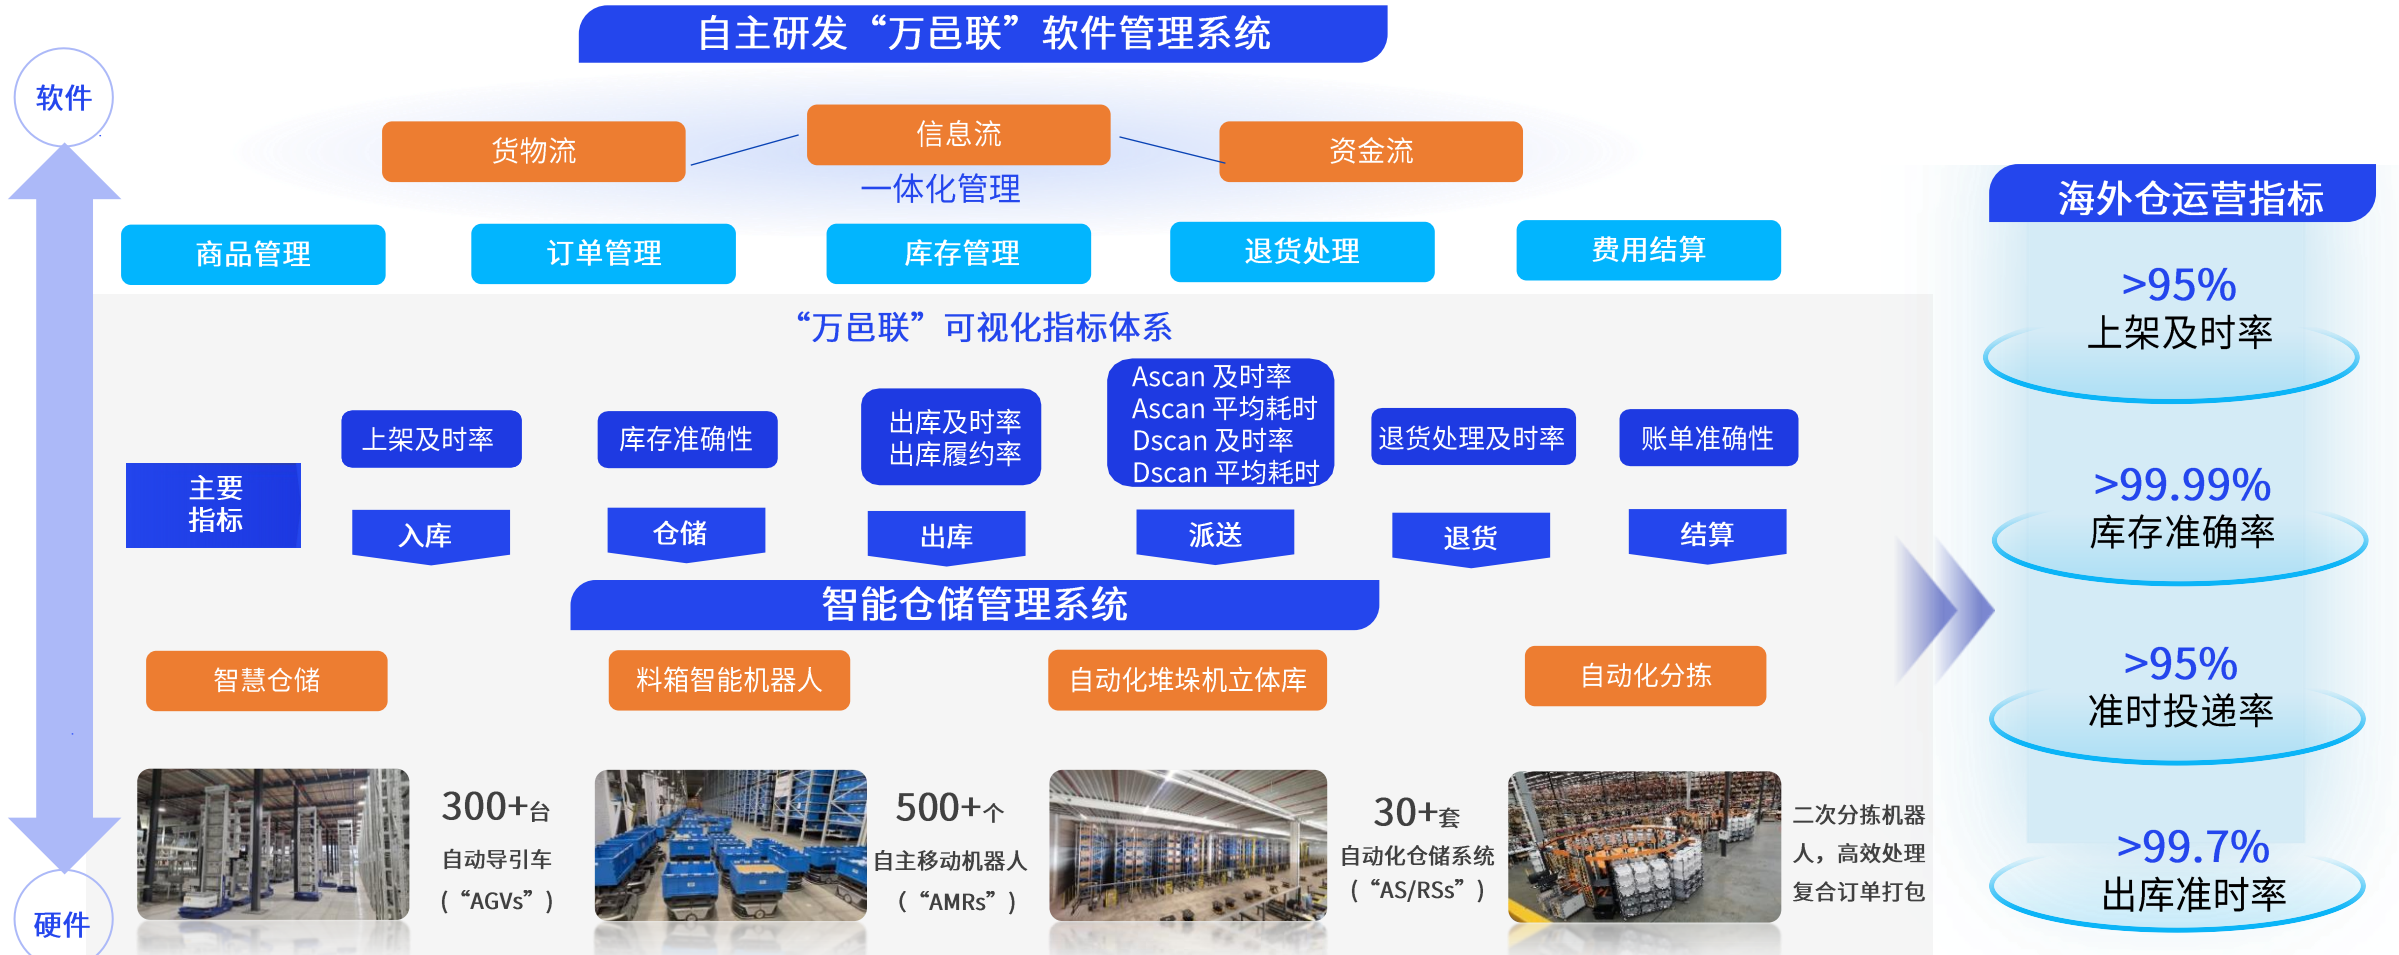 自主研发“万邑联”软件管理系统
软件
货物流
信息流
资金流
一体化管理
商品管理
订单管理
库存管理
退货处理
费用结算
“万邑联”可视化指标体系
主要
指标
上架及时率
库存准确性
出库及时率
出库履约率
Ascan 及时率
Ascan 平均耗时
Dscan 及时率
Dscan 平均耗时
退货处理及时率
账单准确性
入库
仓储
出库
派送
退货
结算
智能仓储管理系统
智慧仓储
料箱智能机器人
自动化堆垛机立体库
自动化分拣
300+台
自动导引车
(“AGVs”)
500+个
自主移动机器人
(“AMRs”)
30+套
自动化仓储系统
(“AS/RSs”)
二次分拣机器
人，高效处理
复合订单打包
硬件
海外仓运营指标
>95%
上架及时率
>99.99%
库存准确率
>95%
准时投递率
>99.7%
出库准时率